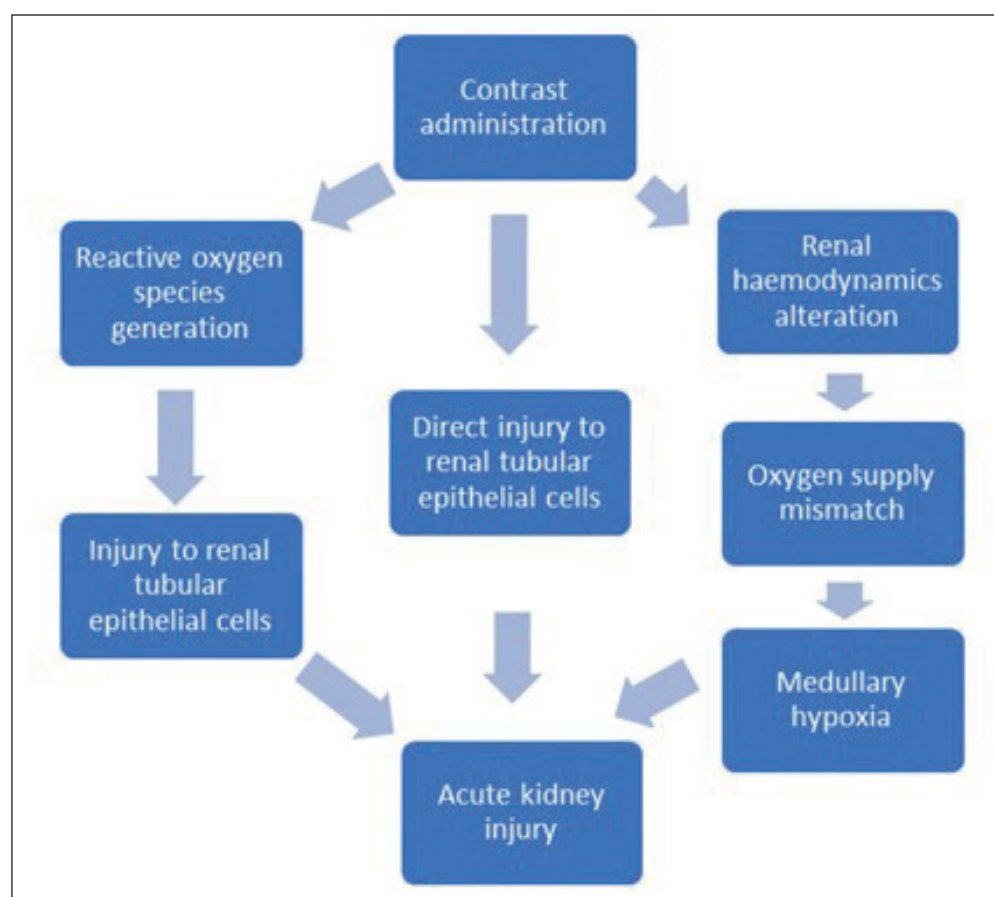 Contrast
administration
Reactive oxygen
species
generation
Renal
haemodynamics
alteration
Direct injury to
renal tubular
epithelial cells
Oxygen supply
mismatch
Injury to renal
tubular
epithelial cells
Medullary
hypoxia
Acute kidney
injury